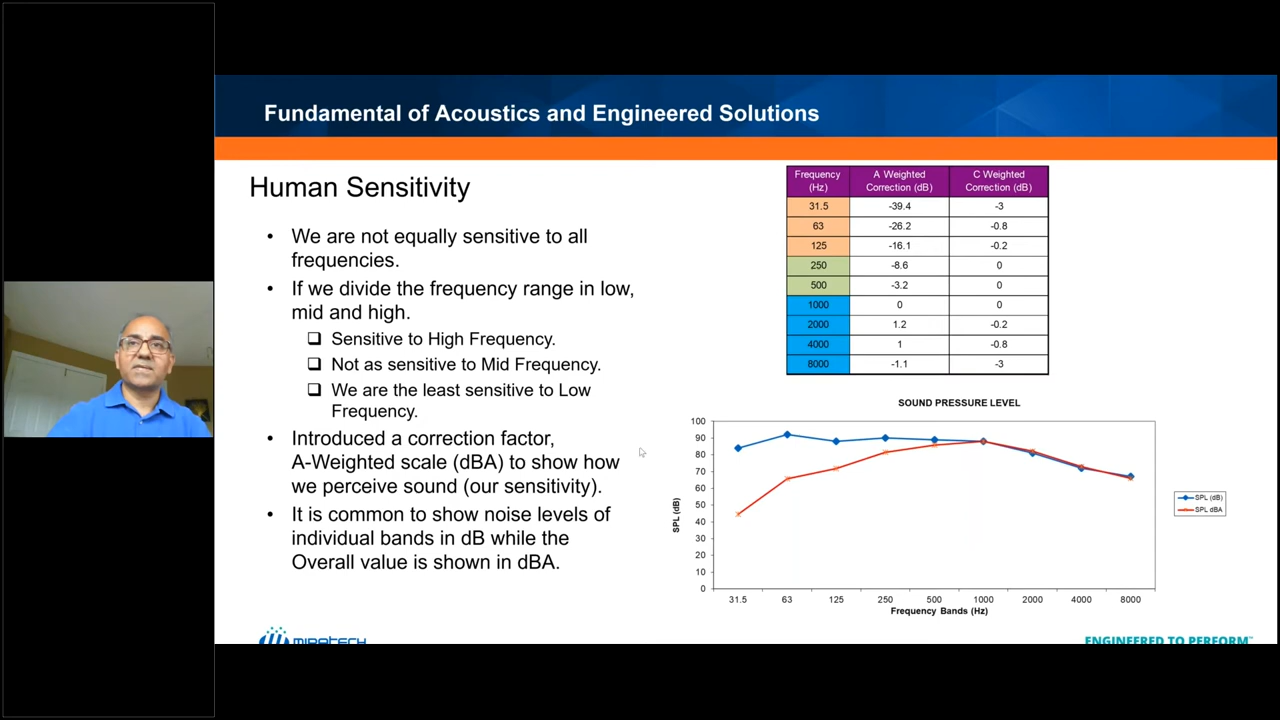 Fundamental of Acoustics and Engineered Solutions
Human Sensitivity
• We are not equally sensitive to all
frequencies.
• If we divide the frequency range in low,
mid and high.
❑ Sensitive to High Frequency.
❑ Not as sensitive to Mid Frequency.
❑ We are the least sensitive to Low
Frequency.
• Introduced a correction factor,
A-Weighted scale (dBA) to show how
we perceive sound (our sensitivity).
• It is common to show noise levels of
individual bands in dB while the
Overall value is shown in dBA.
Frequency (Hz) A Weighted Correction (dB) C Weighted Correction (dB)
31.5 -39.4 -3
63 -26.2 -0.8
125 -16.1 -0.2
250 -8.6 0
500 -3.2 0
1000 0 0
2000 1.2 -0.2
4000 1 -0.8
8000 -1.1 -3
SOUND PRESSURE LEVEL
100
90
80
70
60
50
40
30
20
10
0
SPL (dB)
31.5 63 125 250 500 1000 2000 4000 8000
Frequency Bands (Hz)
SPL (dB)
SPL dBA
MIRATECH
ENGINEERED TO PERFORM™